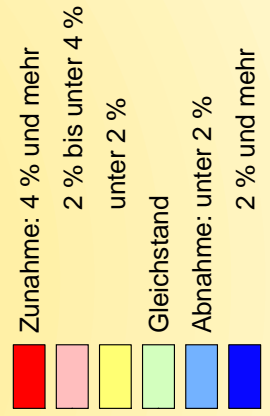 Zunahme: 4 % und mehr
2 % bis unter 4 %
unter 2 %
Gleichstand
Abnahme: unter 2 %
2 % und mehr